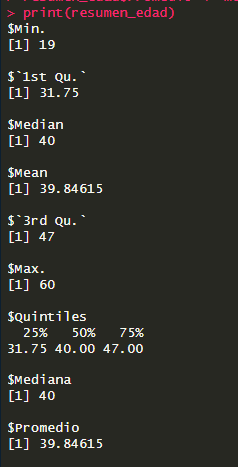 > print(resumen_edad)
$Min.
[1] 19
$`1st Qu.`
[1] 31.75
$Median
[1] 40
$Mean
[1] 39.84615
$`3rd Qu.`
[1] 47
$Max.
[1] 60
$Quintiles
25% 50% 75%
31.75 40.00 47.00
$Mediana
[1] 40
$Promedio
[1] 39.84615